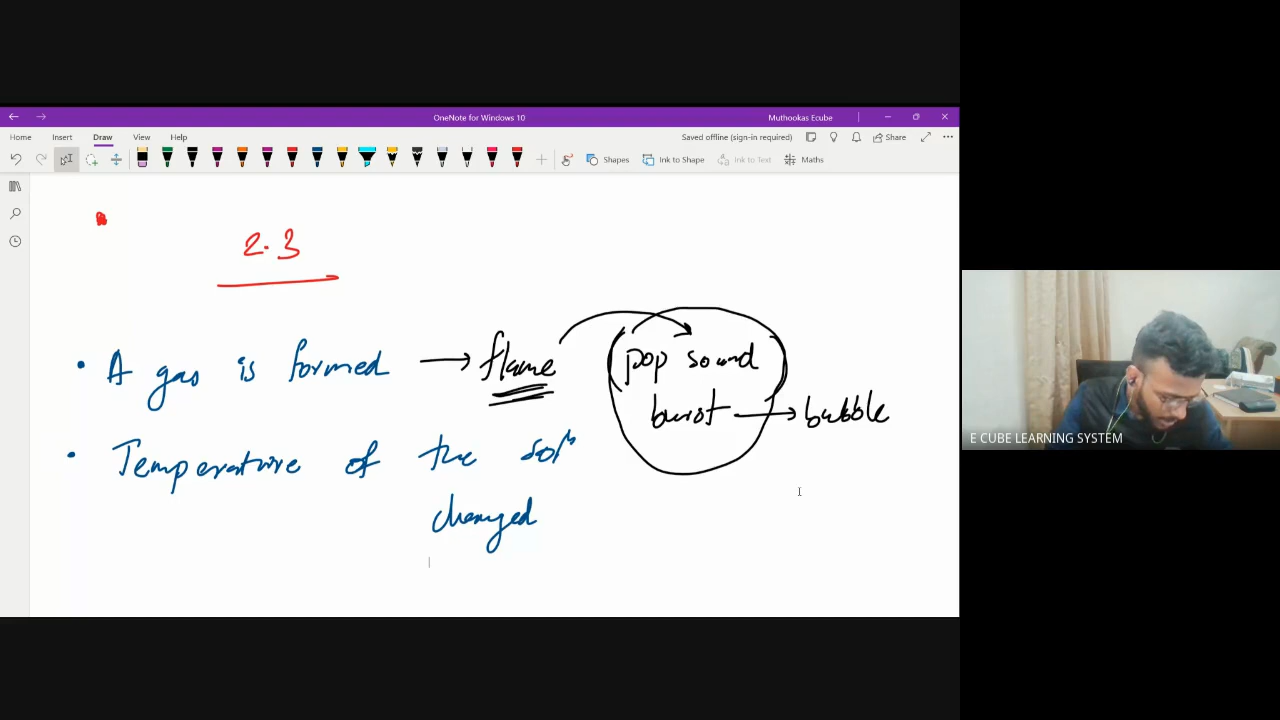 OneNote for Windows 10
Muthookas Ecube
Home Insert Draw View Help
Saved offline (sign-in required)
Share
Shapes
Ink to Shape
Ink to Text
Maths
2.3
• A gas is formed → flame
(pop sound)
burst → bubble
• Temperature of the solⁿ
changed
E CUBE LEARNING SYSTEM